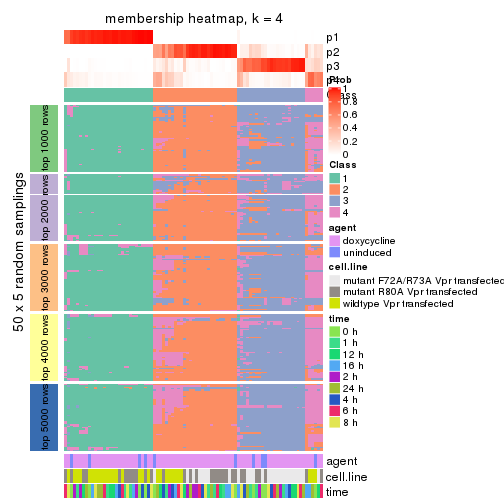 membership heatmap, k = 4
p1
p2
p3
p4
Prob
1
0.8
0.6
0.4
0.2
0
Class
Class
1
2
3
4
agent
doxycycline
uninduced
cell.line
mutant F72A/R73A Vpr transfected
mutant R80A Vpr transfected
wildtype Vpr transfected
time
0 h
1 h
12 h
16 h
2 h
24 h
4 h
6 h
8 h
50 x 5 random samplings
top 1000 rows
top 2000 rows
top 3000 rows
top 4000 rows
top 5000 rows
agent
cell.line
time